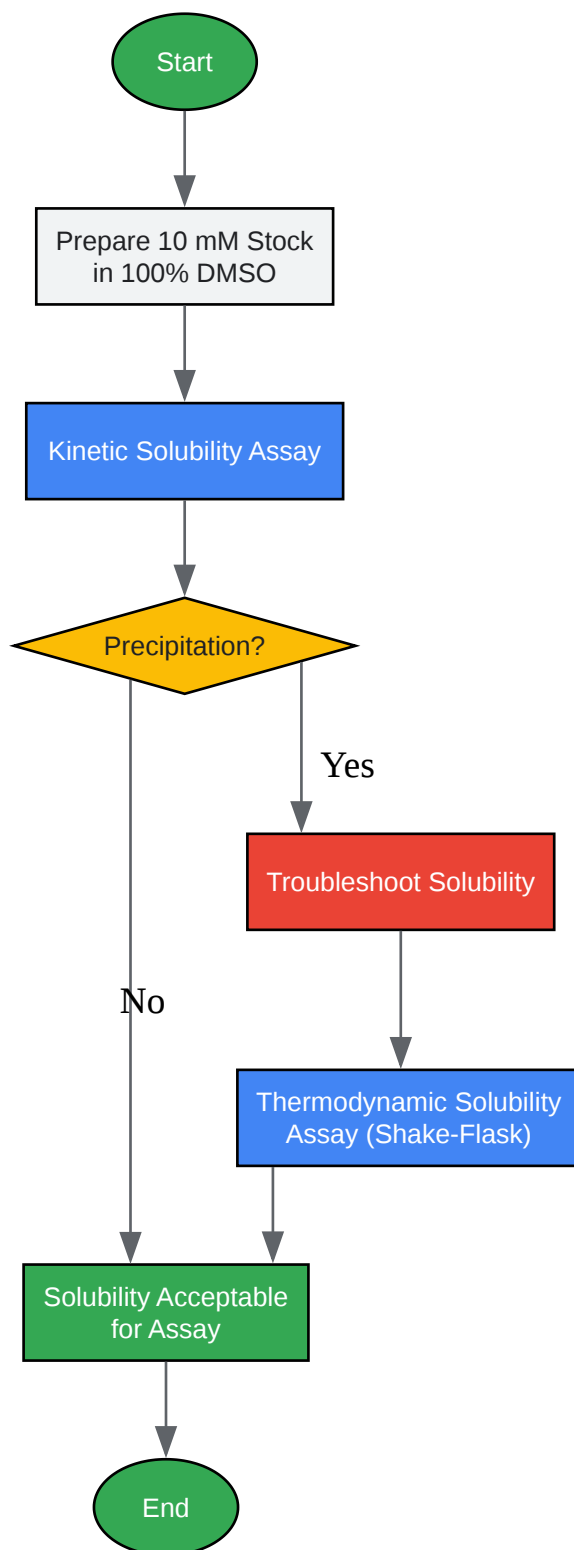 Start
Prepare 10 mM Stock
in 100% DMSO
Kinetic Solubility Assay
Precipitation?
Yes
Troubleshoot Solubility
No
Thermodynamic Solubility
Assay (Shake-Flask)
Solubility Acceptable
for Assay
End